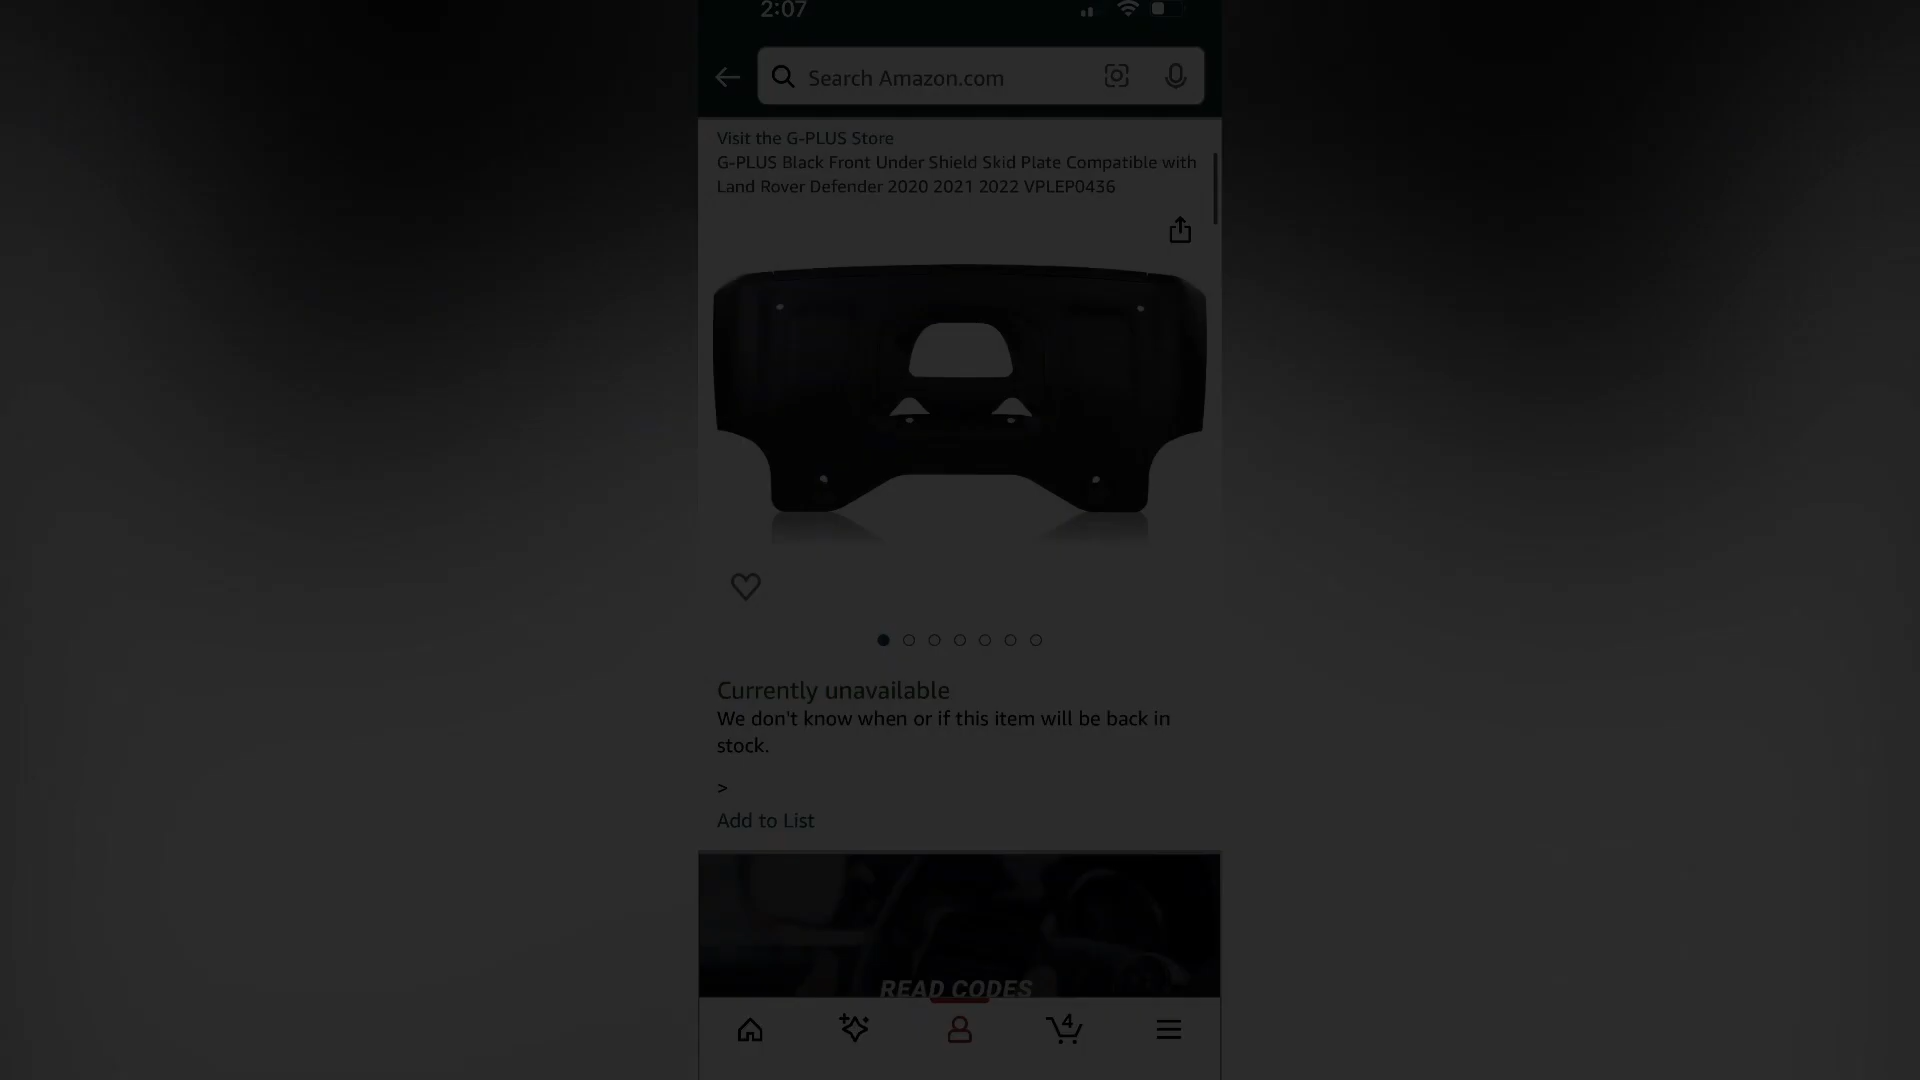 2:07
Search Amazon.com
Visit the G-PLUS Store
G-PLUS Black Front Under Shield Skid Plate Compatible with
Land Rover Defender 2020 2021 2022 VPLEP0436
Currently unavailable
We don't know when or if this item will be back in
stock.
>
Add to List
READ CODES
4